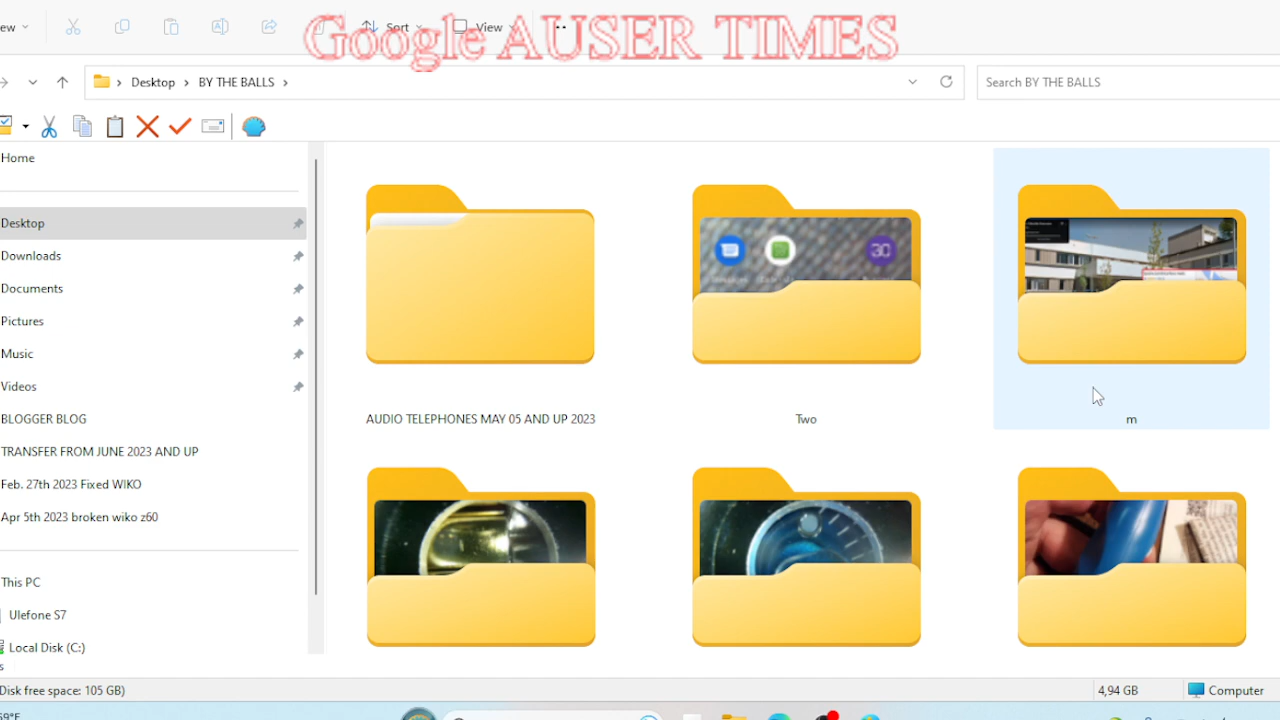 Google AUSER TIMES
ew Sort View
Desktop BY THE BALLS
Search BY THE BALLS
Home
Desktop
Downloads
Documents
Pictures
Music
Videos
BLOGGER BLOG
TRANSFER FROM JUNE 2023 AND UP
Feb. 27th 2023 Fixed WIKO
Apr 5th 2023 broken wiko z60
This PC
Ulefone S7
Local Disk (C:)
s
30
AUDIO TELEPHONES MAY 05 AND UP 2023
Two
m
Disk free space: 105 GB)
4,94 GB
Computer
59°F